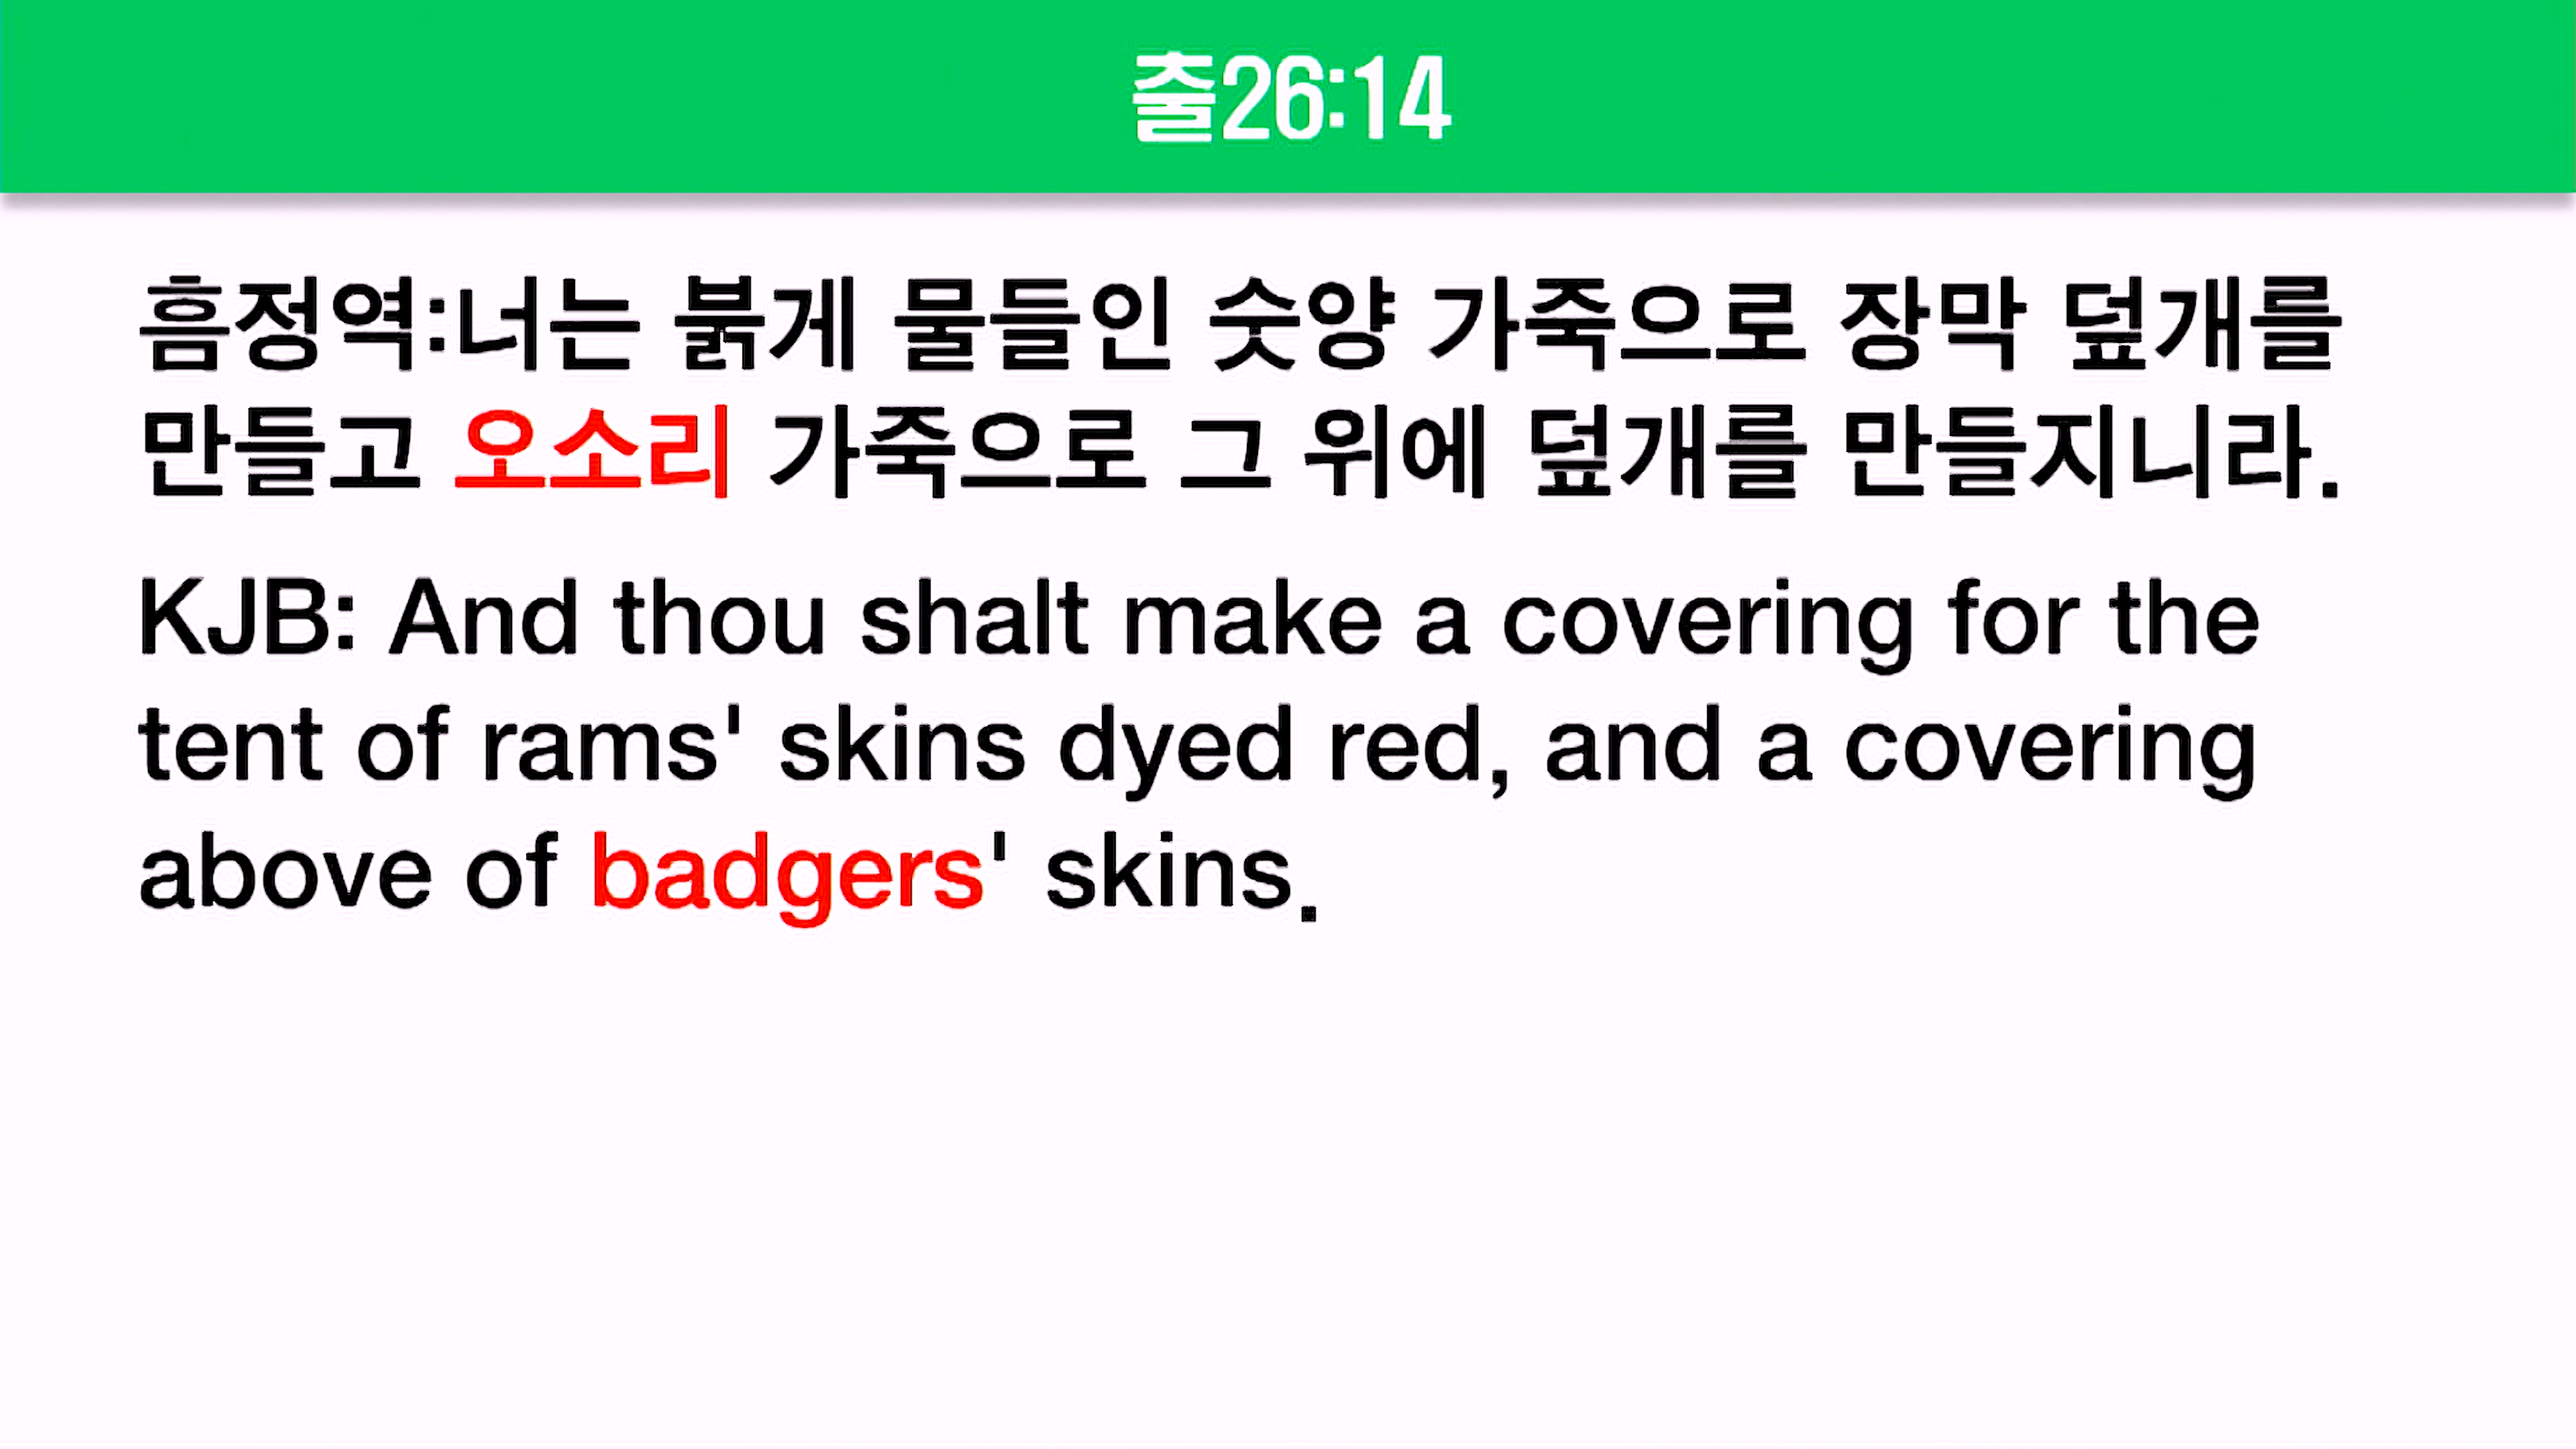 출26:14
흠정역:너는 붉게 물들인 숫양 가죽으로 장막 덮개를
만들고 오소리 가죽으로 그 위에 덮개를 만들지니라.
KJB: And thou shalt make a covering for the
tent of rams' skins dyed red, and a covering
above of badgers' skins.